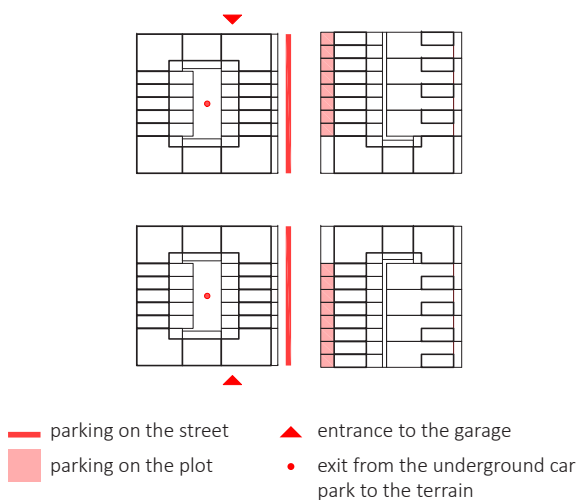 parking on the street
entrance to the garage
parking on the plot
exit from the underground car
park to the terrain